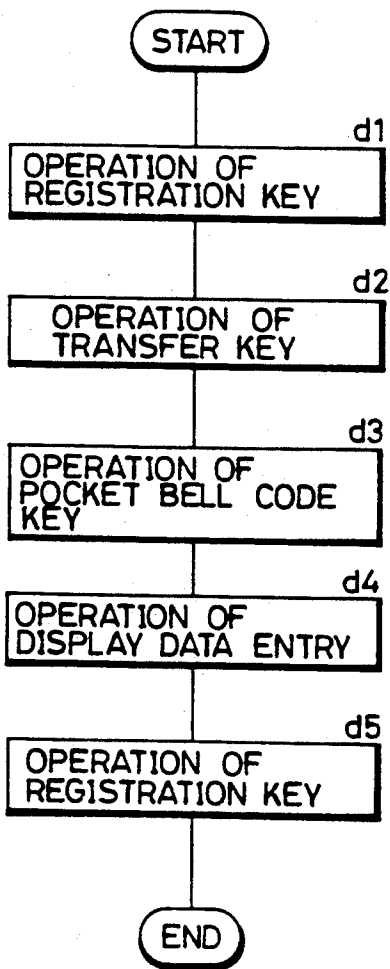 START
d1
OPERATION OF
REGISTRATION KEY
d2
OPERATION OF
TRANSFER KEY
d3
OPERATION OF
POCKET BELL CODE
KEY
d4
OPERATION OF
DISPLAY DATA ENTRY
d5
OPERATION OF
REGISTRATION KEY
END